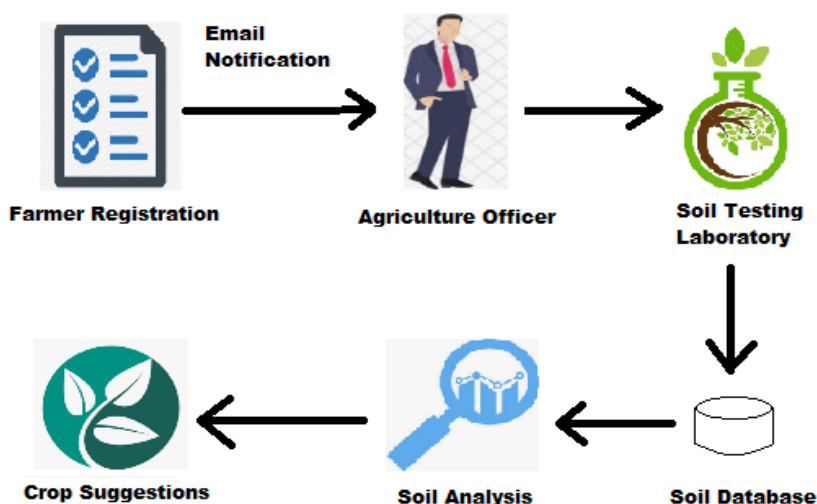 Email
Notification
Farmer Registration
Agriculture Officer
Soil Testing
Laboratory
Crop Suggestions
Soil Analysis
Soil Database